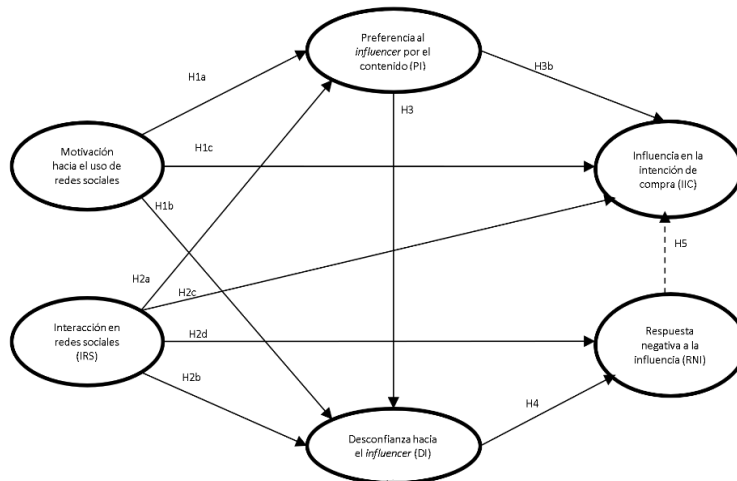 Preferencia al
influencer por el
contenido (PI)
H1a
H3b
H3
Motivación
hacia el uso de
redes sociales
H1c
Influencia en la
intención de
compra (IIC)
H1b
H5
H2a
H2c
Interacción en
redes sociales
(IRS)
H2d
Respuesta
negativa a la
influencia (RNI)
H2b
H4
Desconfianza hacia
el influencer (DI)